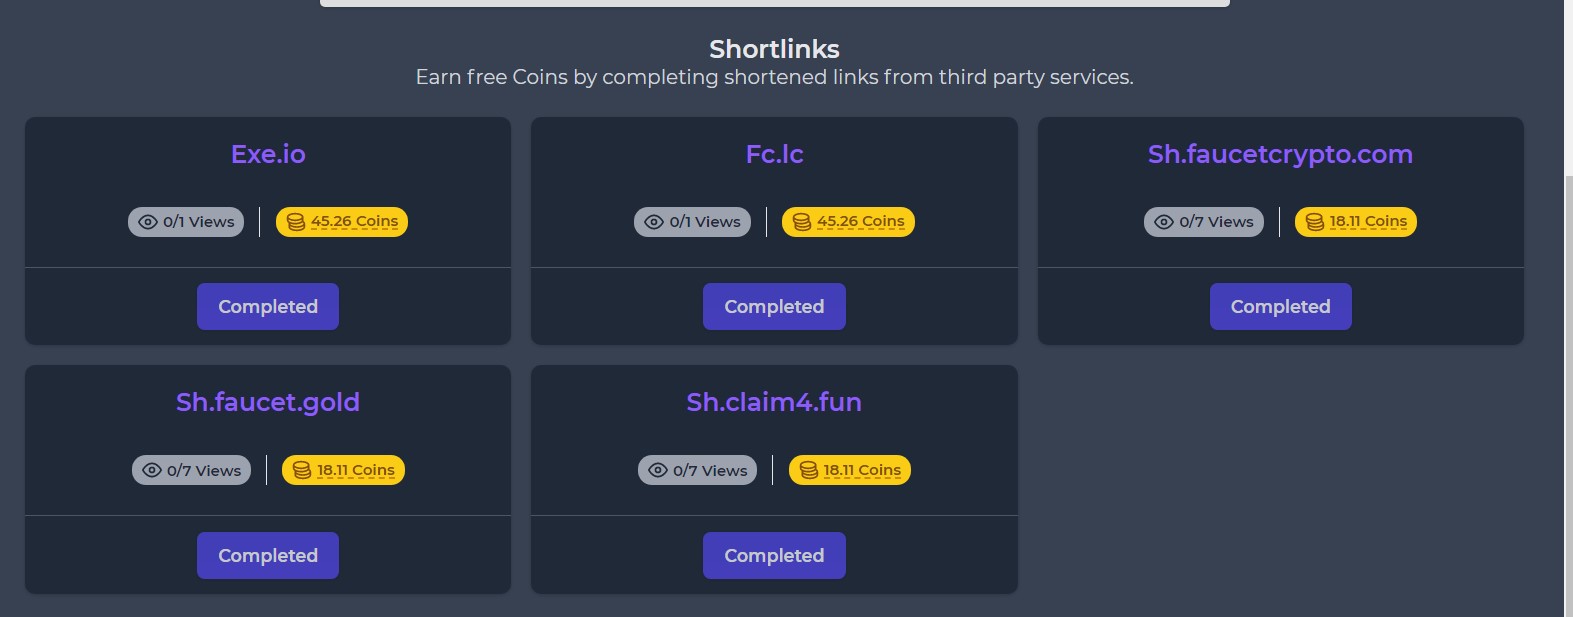 Shortlinks
Earn free Coins by completing shortened links from third party services.
Exe.io
0/1 Views
45.26 Coins
Completed
Fc.lc
0/1 Views
45.26 Coins
Completed
Sh.faucetcrypto.com
0/7 Views
18.11 Coins
Completed
Sh.faucet.gold
0/7 Views
18.11 Coins
Completed
Sh.claim4.fun
0/7 Views
18.11 Coins
Completed